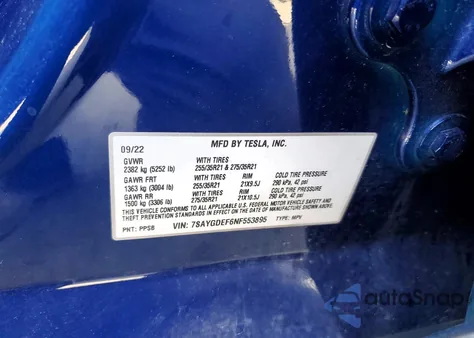 09/22 MFD BY TESLA, INC.
GVWR WITH TIRES
2382 kg (5252 lb) 255/35R21 & 275/35R21
GAWR FRT WITH TIRES RIM COLD TIRE PRESSURE
1363 kg (3004 lb) 255/35R21 21X9.5J 290 kPa, 42 psi
GAWR RR WITH TIRES RIM COLD TIRE PRESSURE
1500 kg (3306 lb) 275/35R21 21X10.5J 290 kPa, 42 psi
THIS VEHICLE CONFORMS TO ALL APPLICABLE U.S. FEDERAL MOTOR VEHICLE SAFETY AND
THEFT PREVENTION STANDARDS IN EFFECT ON THE DATE OF MANUFACTURE SHOWN ABOVE.
PNT: PPSB VIN: 7SAYGDEF6NF553895 TYPE: MPV
autoSnap